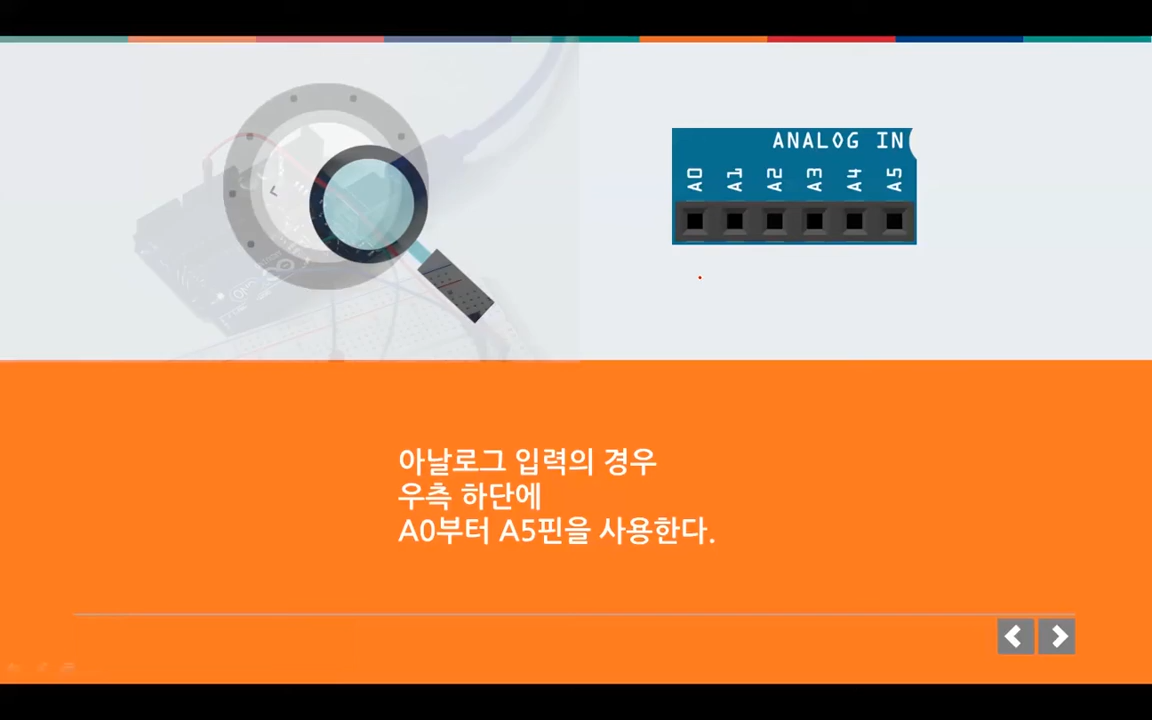 ANALOG IN
A0
A1
A2
A3
A4
A5
아날로그 입력의 경우
우측 하단에
A0부터 A5핀을 사용한다.